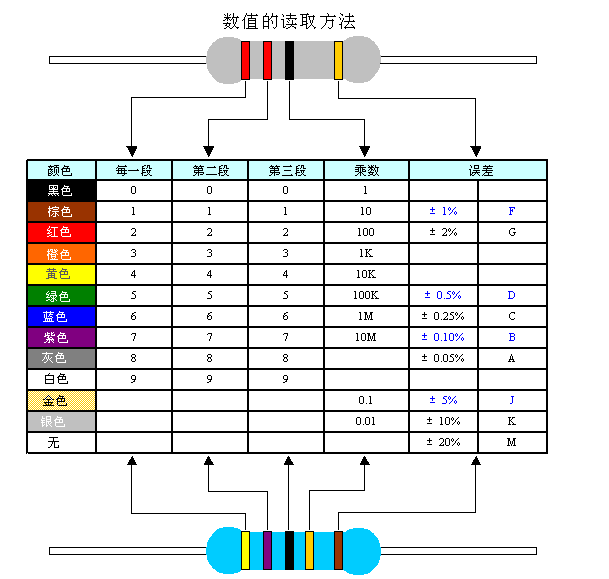 数值的读取方法
颜色 每一段 第二段 第三段 乘数 误差
黑色 0 0 0 1
棕色 1 1 1 10 ± 1% F
红色 2 2 2 100 ± 2% G
橙色 3 3 3 1K
黄色 4 4 4 10K
绿色 5 5 5 100K ± 0.5% D
蓝色 6 6 6 1M ± 0.25% C
紫色 7 7 7 10M ± 0.10% B
灰色 8 8 8 ± 0.05% A
白色 9 9 9
金色 0.1 ± 5% J
银色 0.01 ± 10% K
无 ± 20% M